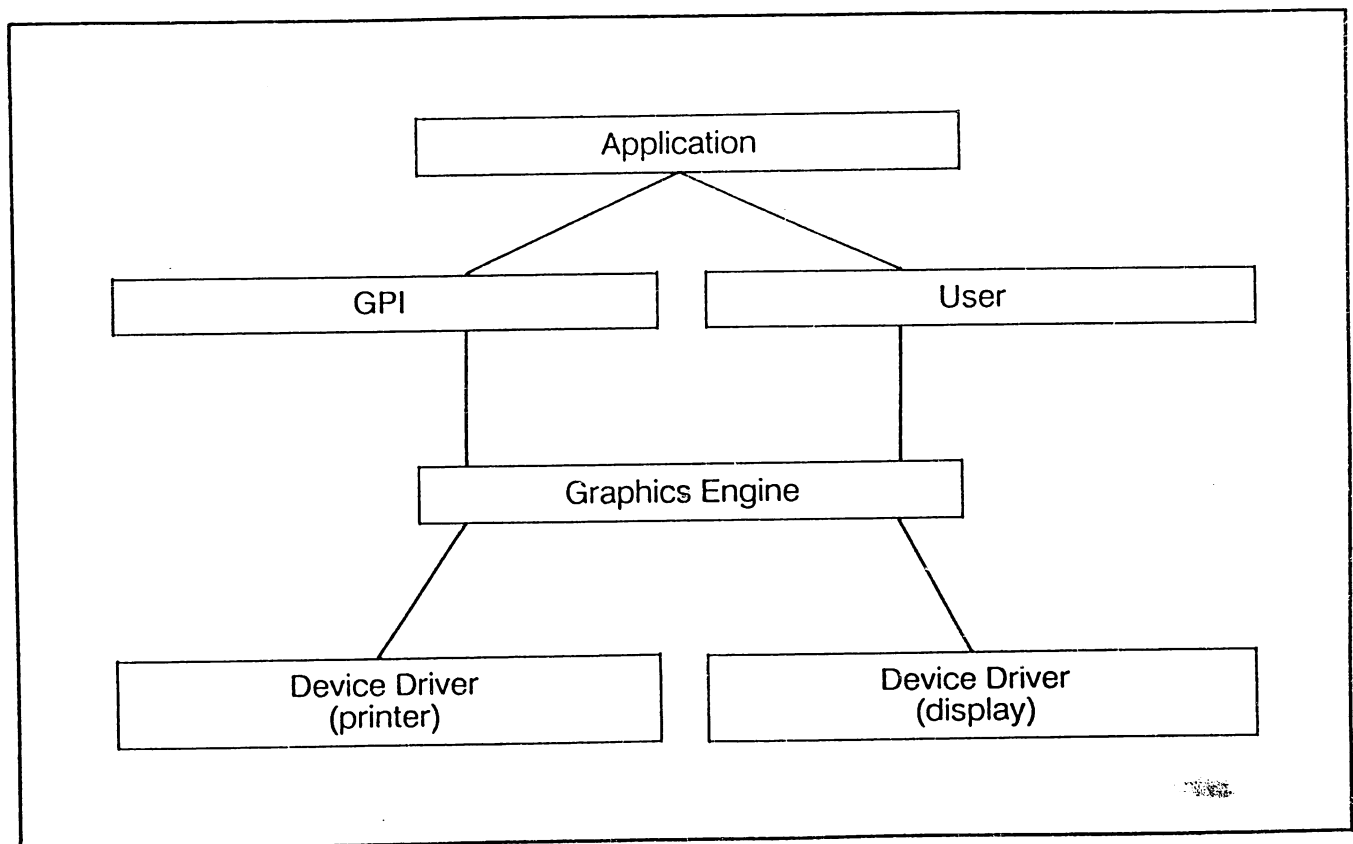 Application
GPI
User
Graphics Engine
Device Driver
(printer)
Device Driver
(display)